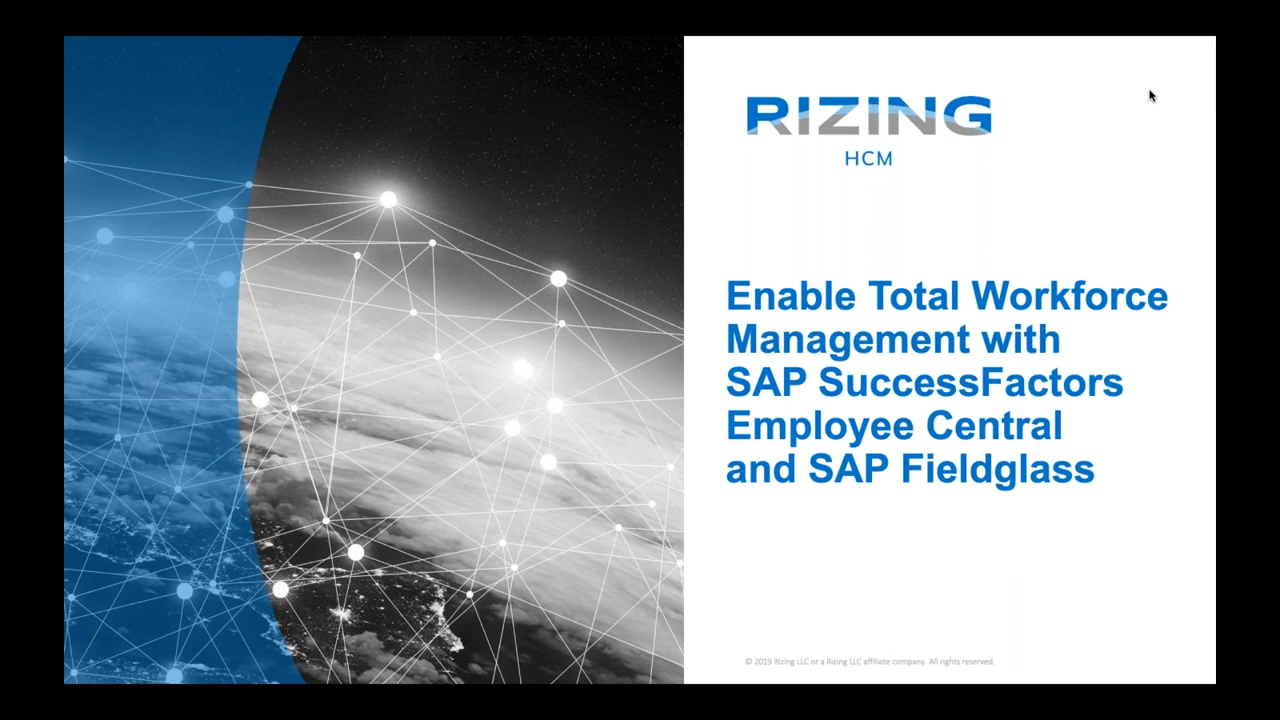 RIZING
HCM
Enable Total Workforce
Management with
SAP SuccessFactors
Employee Central
and SAP Fieldglass
© 2019 Rizing LLC or a Rizing LLC affiliate company. All rights reserved.